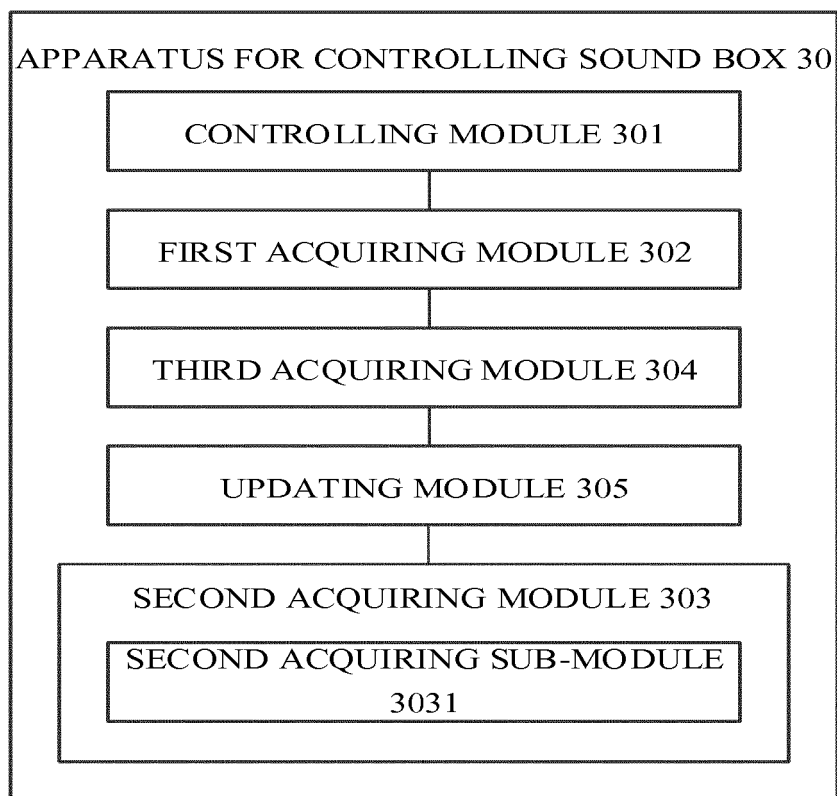 APPARATUS FOR CONTROLLING SOUND BOX 30
CONTROLLING MODULE 301
FIRST ACQUIRING MODULE 302
THIRD ACQUIRING MODULE 304
UPDATING MODULE 305
SECOND ACQUIRING MODULE 303
SECOND ACQUIRING SUB-MODULE
3031